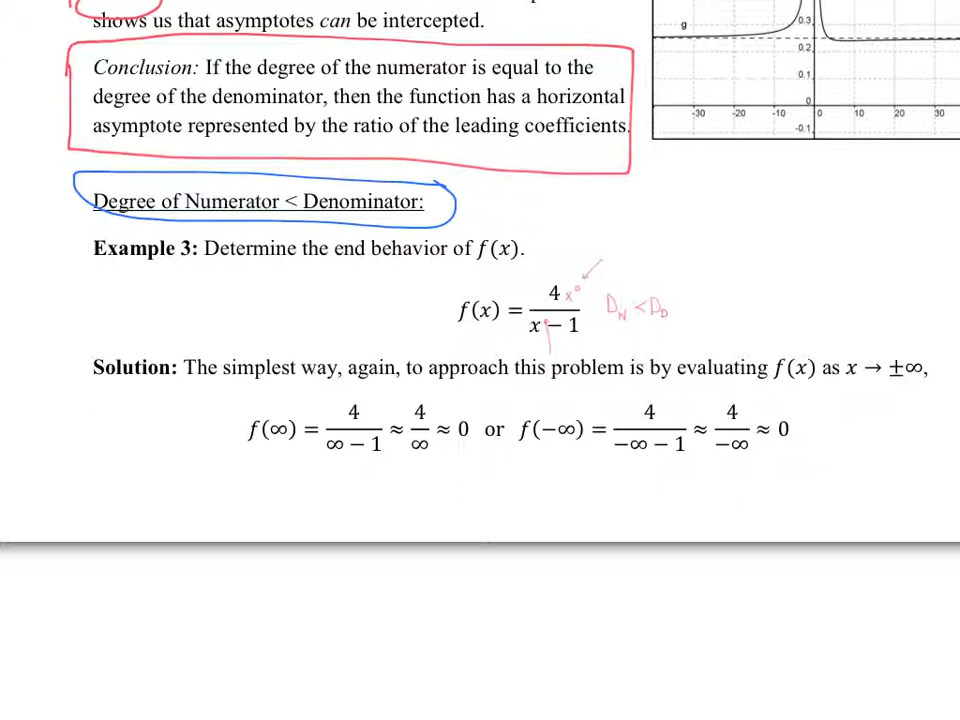 shows us that asymptotes can be intercepted.
Conclusion: If the degree of the numerator is equal to the
degree of the denominator, then the function has a horizontal
asymptote represented by the ratio of the leading coefficients.
g
0.3
0.2
0.1
0
-30 -20 -10 0 10 20 30
-0.1
Degree of Numerator < Denominator:
Example 3: Determine the end behavior of f(x).
f(x) = 4x⁰ / (x − 1) D_N < D_D
Solution: The simplest way, again, to approach this problem is by evaluating f(x) as x → ±∞,
f(∞) = 4 / (∞ − 1) ≈ 4 / ∞ ≈ 0 or f(−∞) = 4 / (−∞ − 1) ≈ 4 / −∞ ≈ 0